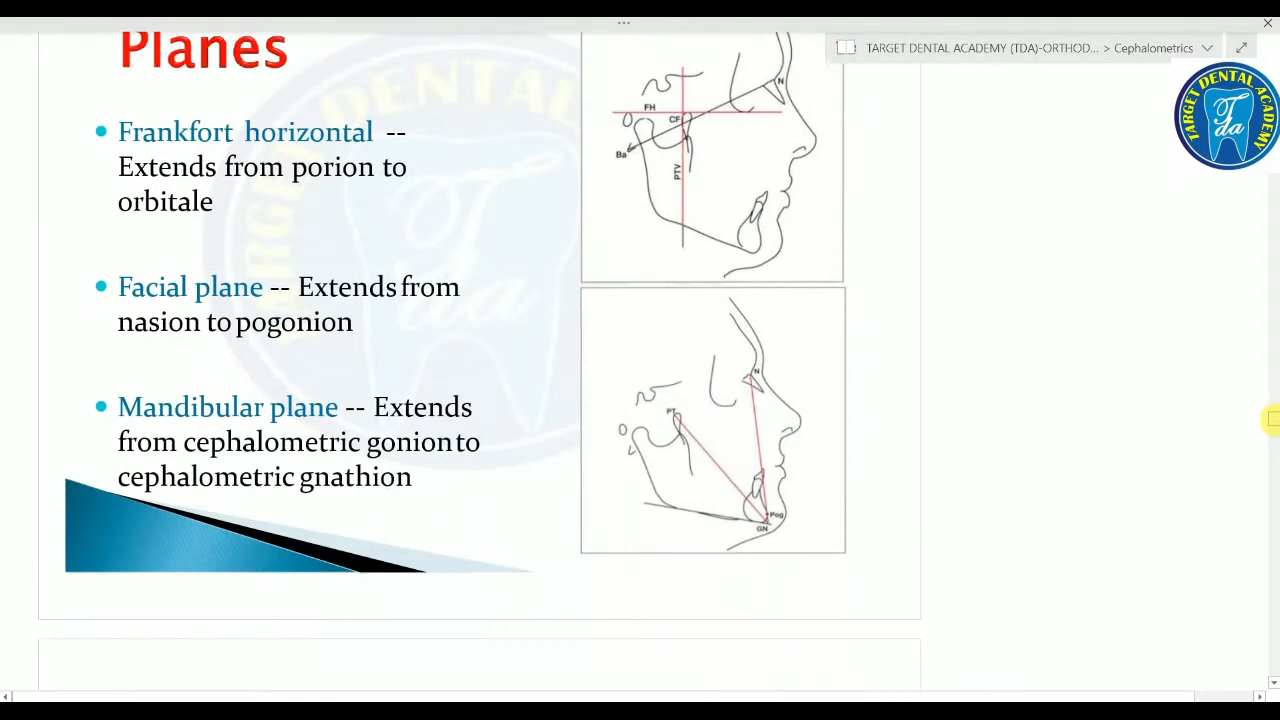 TARGET DENTAL ACADEMY (TDA)-ORTHOD... > Cephalometrics
TARGET DENTAL ACADEMY
Tda
Planes
Frankfort horizontal --
Extends from porion to
orbitale
Facial plane -- Extends from
nasion to pogonion
Mandibular plane -- Extends
from cephalometric gonion to
cephalometric gnathion
N
FH
CF
Ba
PTV
N
PT
Pog
GN